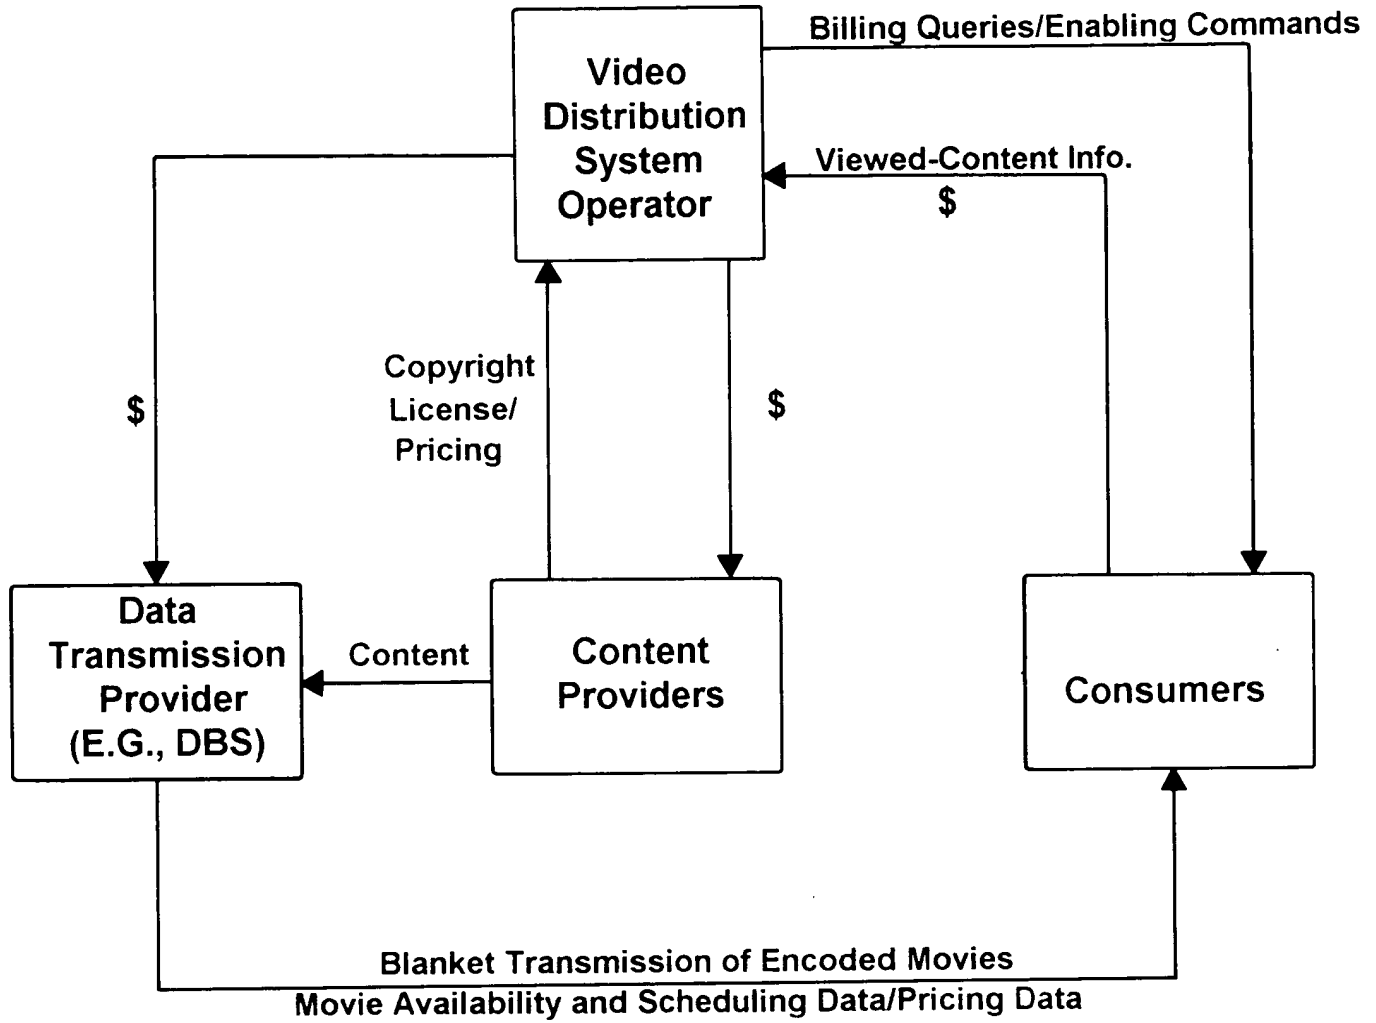 Billing Queries/Enabling Commands
Video
Distribution
System
Operator
Viewed-Content Info.
$
Copyright
License/
Pricing
$
$
Data
Transmission
Provider
(E.G., DBS)
Content
Content
Providers
Consumers
Blanket Transmission of Encoded Movies
Movie Availability and Scheduling Data/Pricing Data